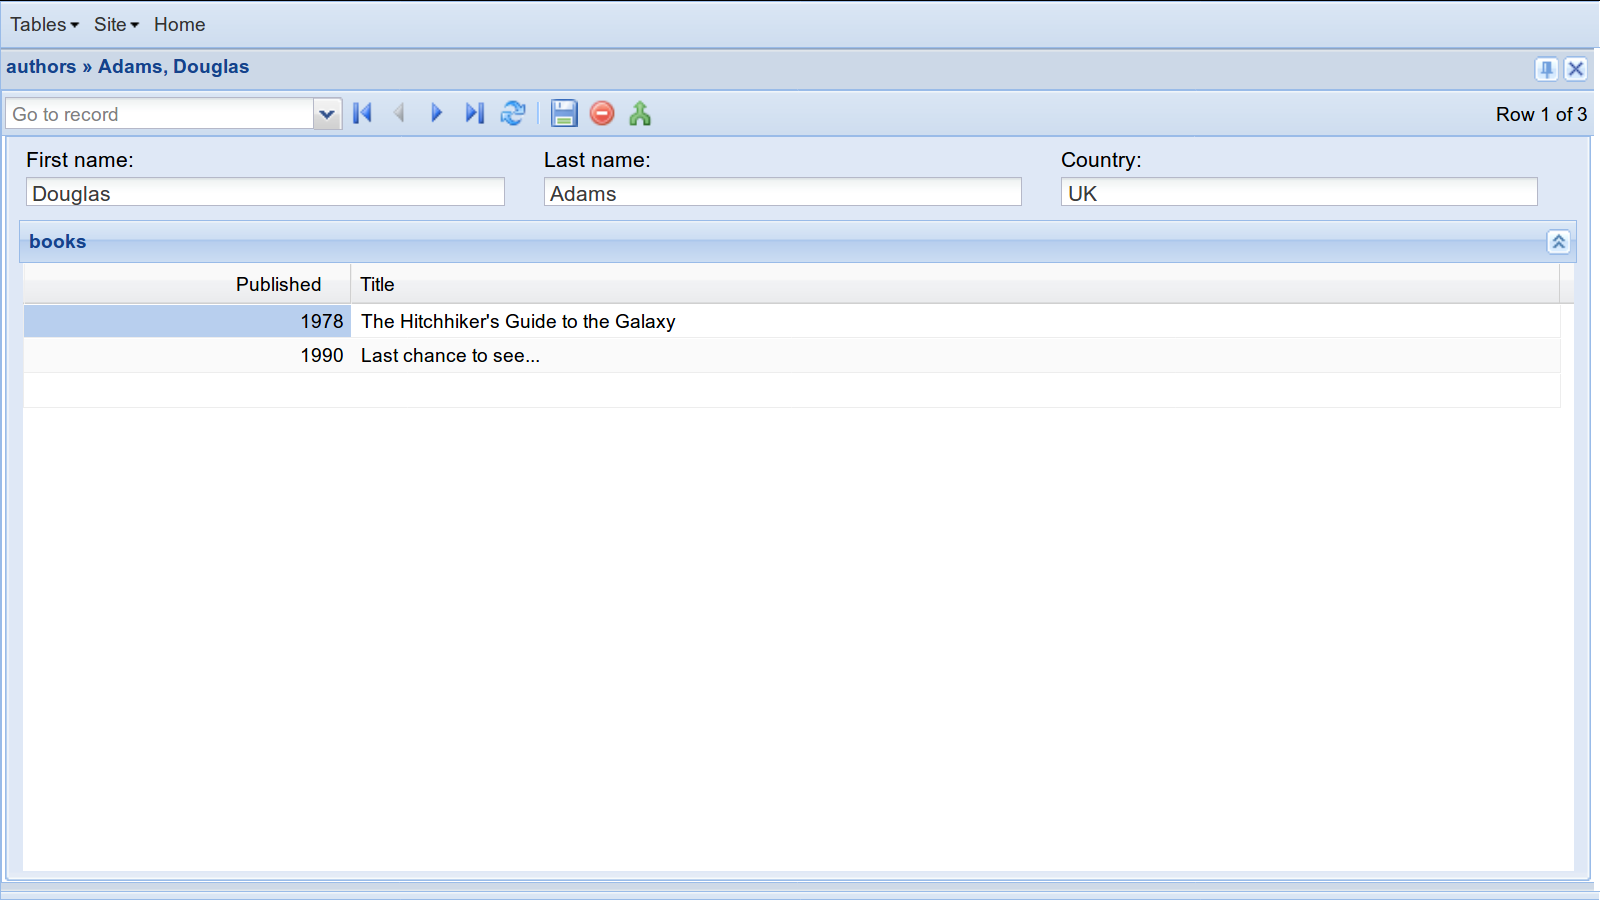 Tables Site Home
authors » Adams, Douglas
Go to record Row 1 of 3
First name: Last name: Country:
Douglas Adams UK
books
Published Title
1978 The Hitchhiker's Guide to the Galaxy
1990 Last chance to see...